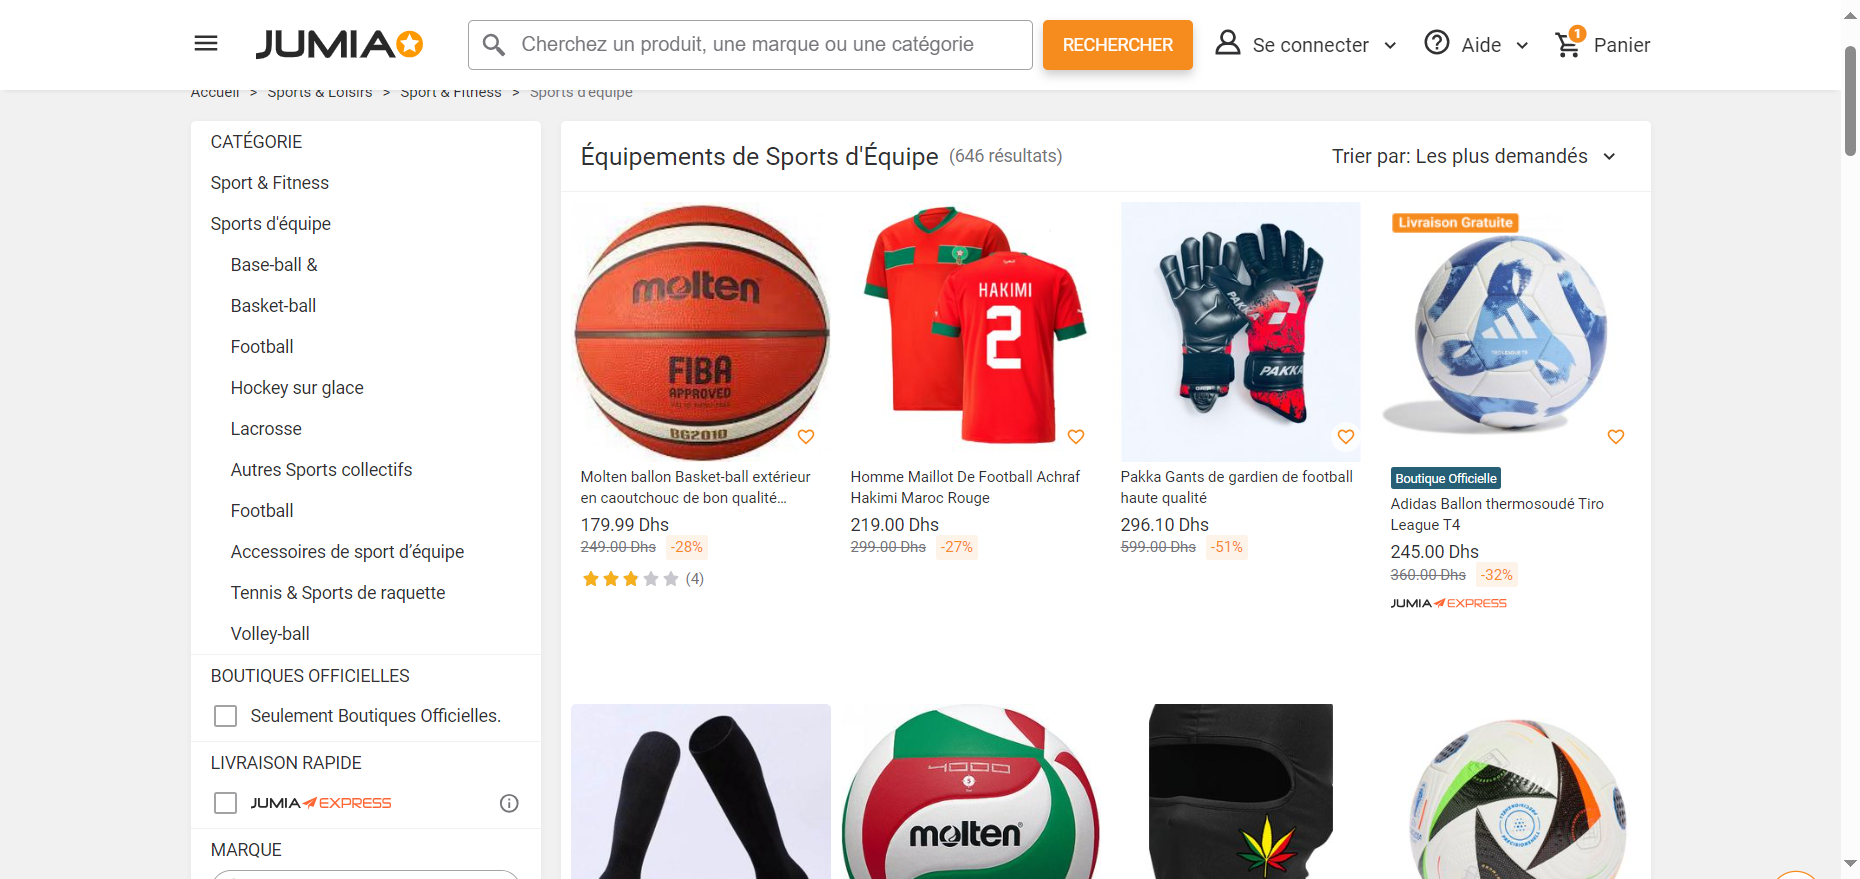 JUMIA
Cherchez un produit, une marque ou une catégorie
RECHERCHER
Se connecter
Aide
1
Panier
Accueil > Sports & Loisirs > Sport & Fitness > Sports d'équipe
CATÉGORIE
Sport & Fitness
Sports d'équipe
Base-ball &
Basket-ball
Football
Hockey sur glace
Lacrosse
Autres Sports collectifs
Football
Accessoires de sport d’équipe
Tennis & Sports de raquette
Volley-ball
BOUTIQUES OFFICIELLES
Seulement Boutiques Officielles.
LIVRAISON RAPIDE
JUMIA EXPRESS
MARQUE
Équipements de Sports d'Équipe (646 résultats)
Trier par: Les plus demandés
molten
FIBA
APPROVED
BG2010
Molten ballon Basket-ball extérieur
en caoutchouc de bon qualité...
179.99 Dhs
249.00 Dhs -28%
(4)
HAKIMI
2
Homme Maillot De Football Achraf
Hakimi Maroc Rouge
219.00 Dhs
299.00 Dhs -27%
PAKKA
PAKKA
Pakka Gants de gardien de football
haute qualité
296.10 Dhs
599.00 Dhs -51%
Livraison Gratuite
Boutique Officielle
Adidas Ballon thermosoudé Tiro
League T4
245.00 Dhs
360.00 Dhs -32%
JUMIA EXPRESS
4000
5
molten